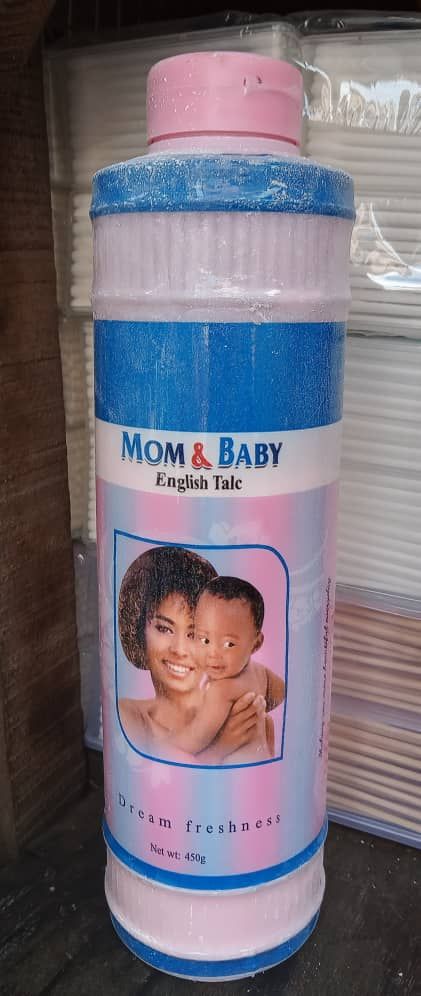 MOM & BABY
English Talc
Dream freshness
Net wt: 450g